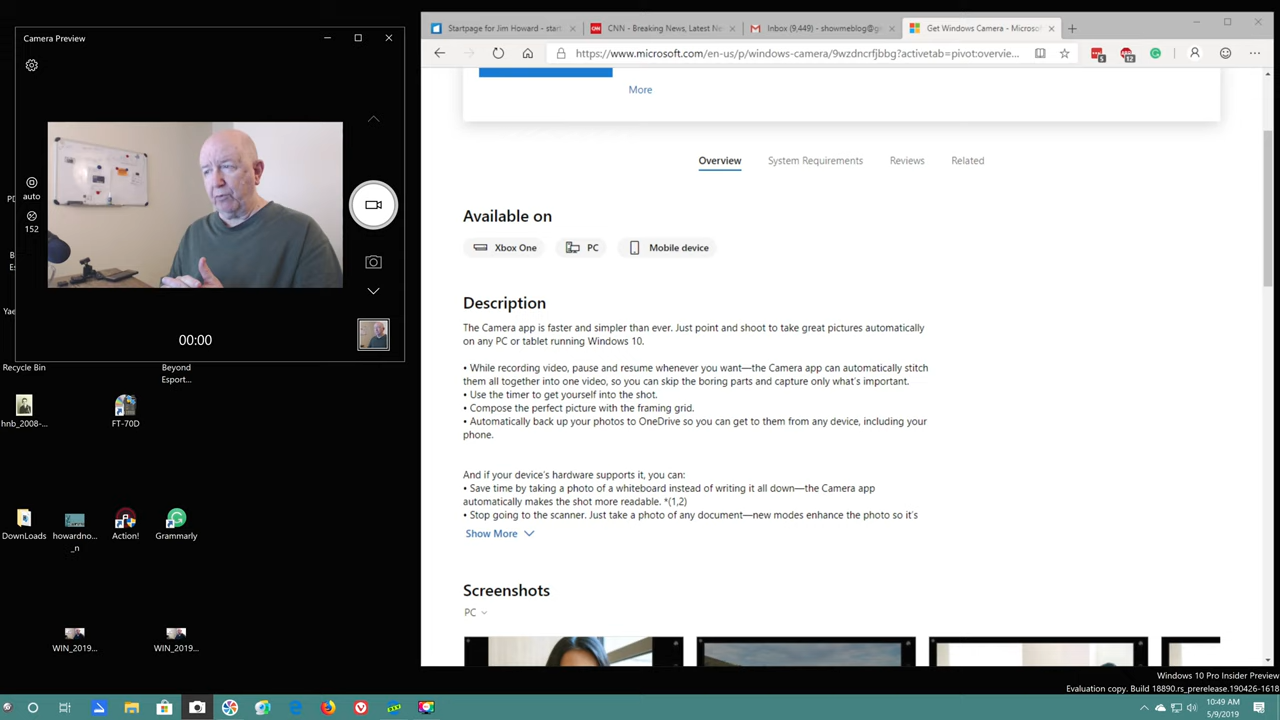 Camera Preview
auto
152
00:00
Recycle Bin
Beyond
Esport...
hnb_2008-...
FT-70D
DownLoads
howardno...
_n
Action!
Grammarly
WIN_2019...
WIN_2019...
Startpage for Jim Howard - start
CNN - Breaking News, Latest Ne
Inbox (9,449) - showmeblog@g
Get Windows Camera - Microso
https://www.microsoft.com/en-us/p/windows-camera/9wzdncrfjbbg?activetab=pivot:overvie...
5
12
More
Overview
System Requirements
Reviews
Related
Available on
Xbox One
PC
Mobile device
Description
The Camera app is faster and simpler than ever. Just point and shoot to take great pictures automatically
on any PC or tablet running Windows 10.
• While recording video, pause and resume whenever you want—the Camera app can automatically stitch
them all together into one video, so you can skip the boring parts and capture only what's important.
• Use the timer to get yourself into the shot.
• Compose the perfect picture with the framing grid.
• Automatically back up your photos to OneDrive so you can get to them from any device, including your
phone.
And if your device's hardware supports it, you can:
• Save time by taking a photo of a whiteboard instead of writing it all down—the Camera app
automatically makes the shot more readable. *(1,2)
• Stop going to the scanner. Just take a photo of any document—new modes enhance the photo so it's
Show More
Screenshots
PC
Windows 10 Pro Insider Preview
Evaluation copy. Build 18890.rs_prerelease.190426-1618
10:49 AM
5/9/2019